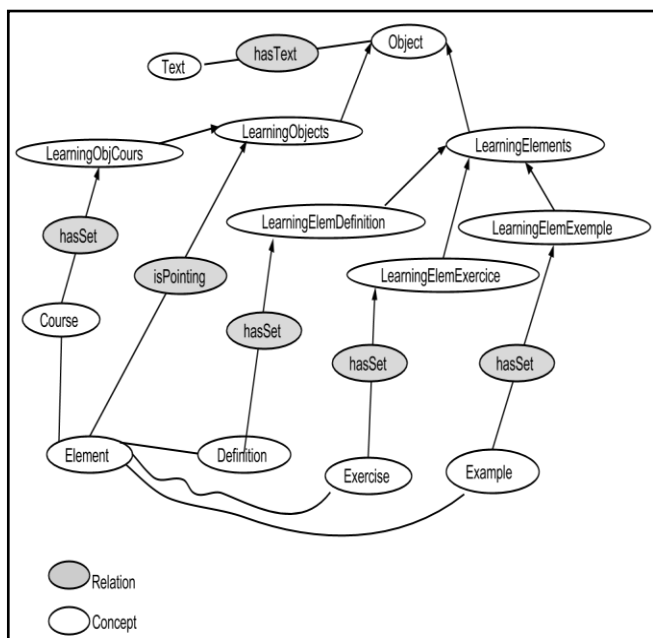 Object
hasText
Text
LearningObjects
LearningObjCours
LearningElements
LearningElemDefinition
LearningElemExemple
hasSet
isPointing
LearningElemExercice
Course
hasSet
hasSet
hasSet
Element
Definition
Exercise
Example
Relation
Concept